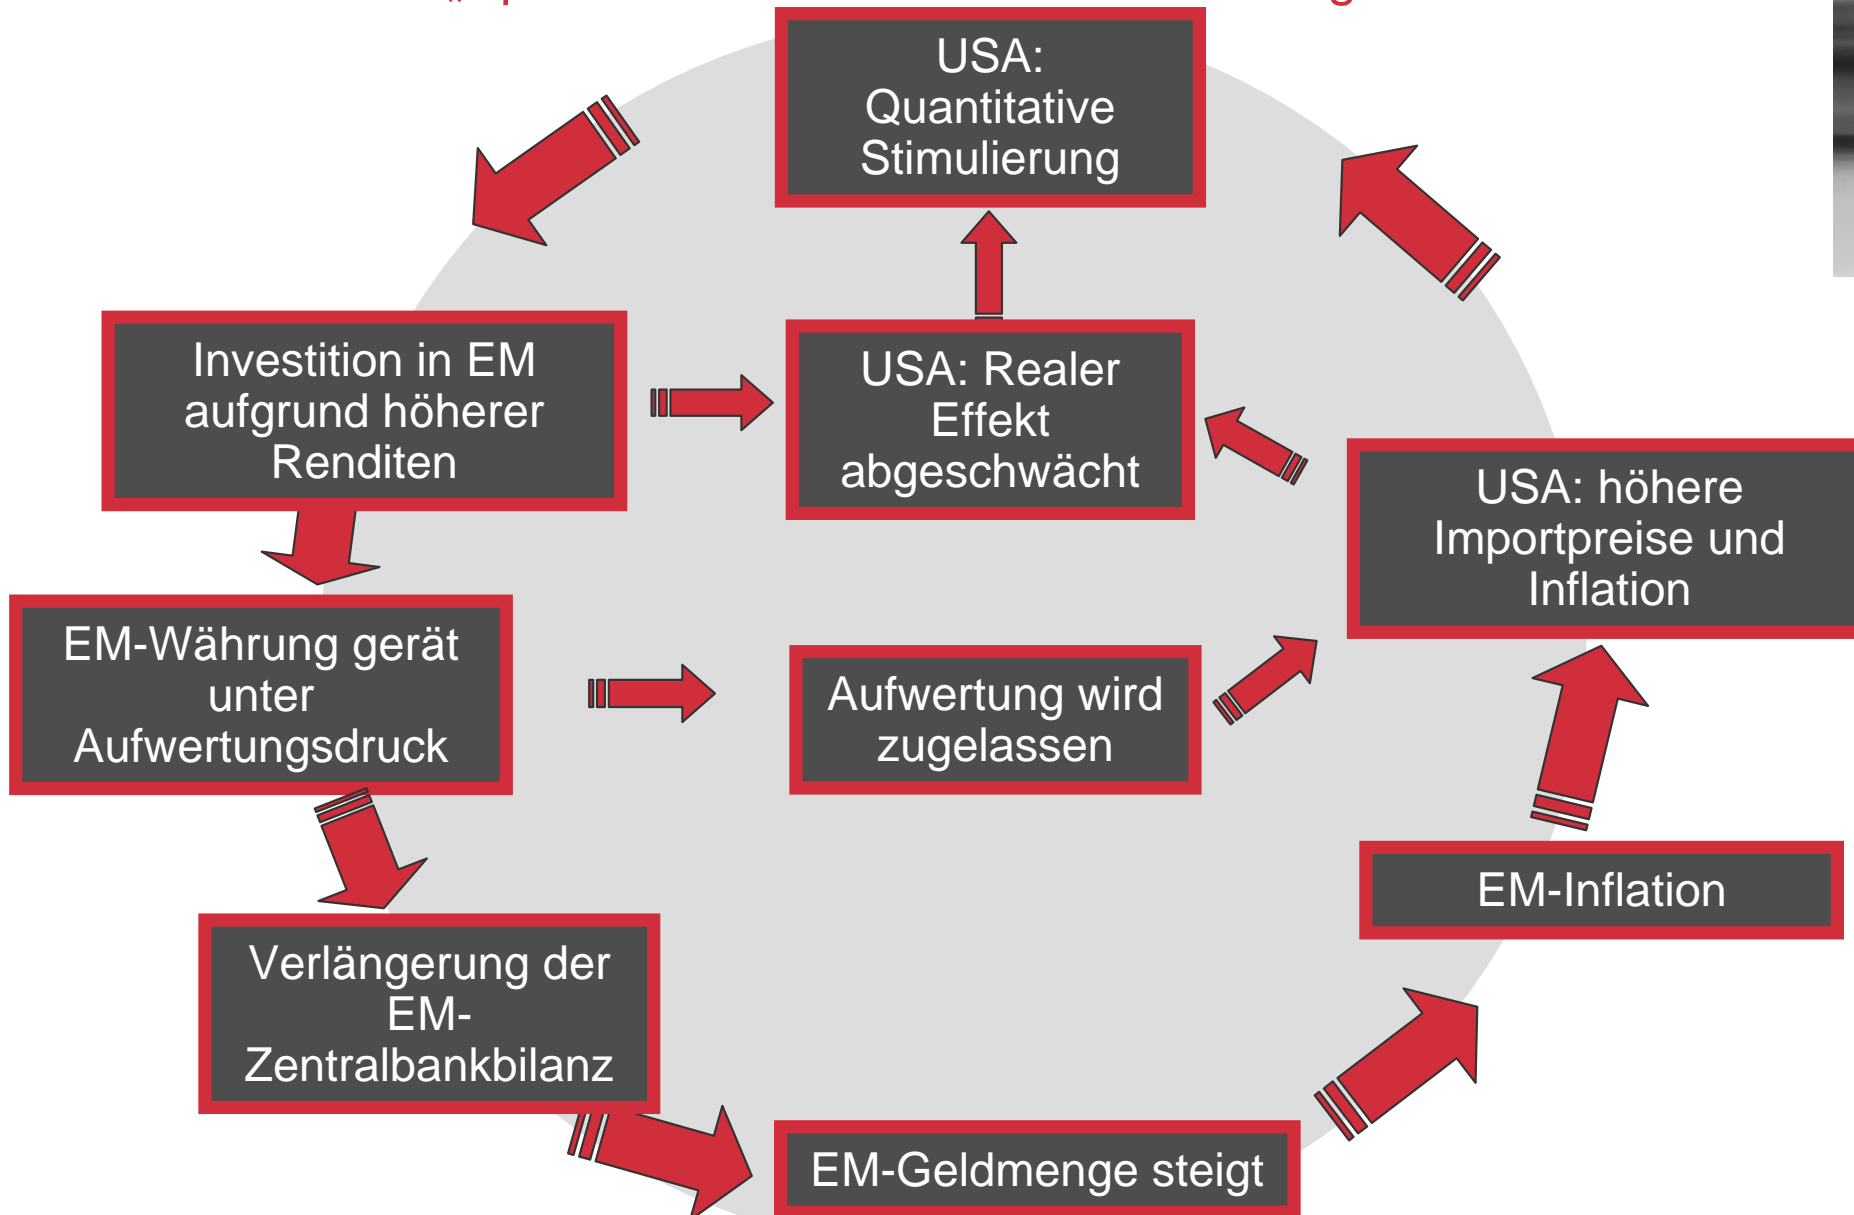 USA:
Quantitative
Stimulierung
Investition in EM
aufgrund höherer
Renditen
USA: Realer
Effekt
abgeschwächt
USA: höhere
Importpreise und
Inflation
EM-Währung gerät
unter
Aufwertungsdruck
Aufwertung wird
zugelassen
EM-Inflation
Verlängerung der
EM-
Zentralbankbilanz
EM-Geldmenge steigt